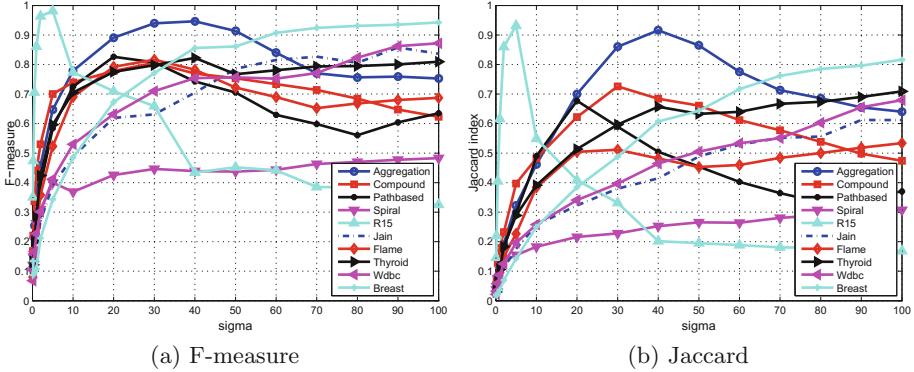 1
0.9
0.8
0.7
0.6
0.5
0.4
0.3
0.2
0.1
0
F-measure
0 10 20 30 40 50 60 70 80 90 100
sigma
Aggregation
Compound
Pathbased
Spiral
R15
Jain
Flame
Thyroid
Wdbc
Breast
(a) F-measure
1
0.9
0.8
0.7
0.6
0.5
0.4
0.3
0.2
0.1
0
Jaccard index
0 10 20 30 40 50 60 70 80 90 100
sigma
Aggregation
Compound
Pathbased
Spiral
R15
Jain
Flame
Thyroid
Wdbc
Breast
(b) Jaccard